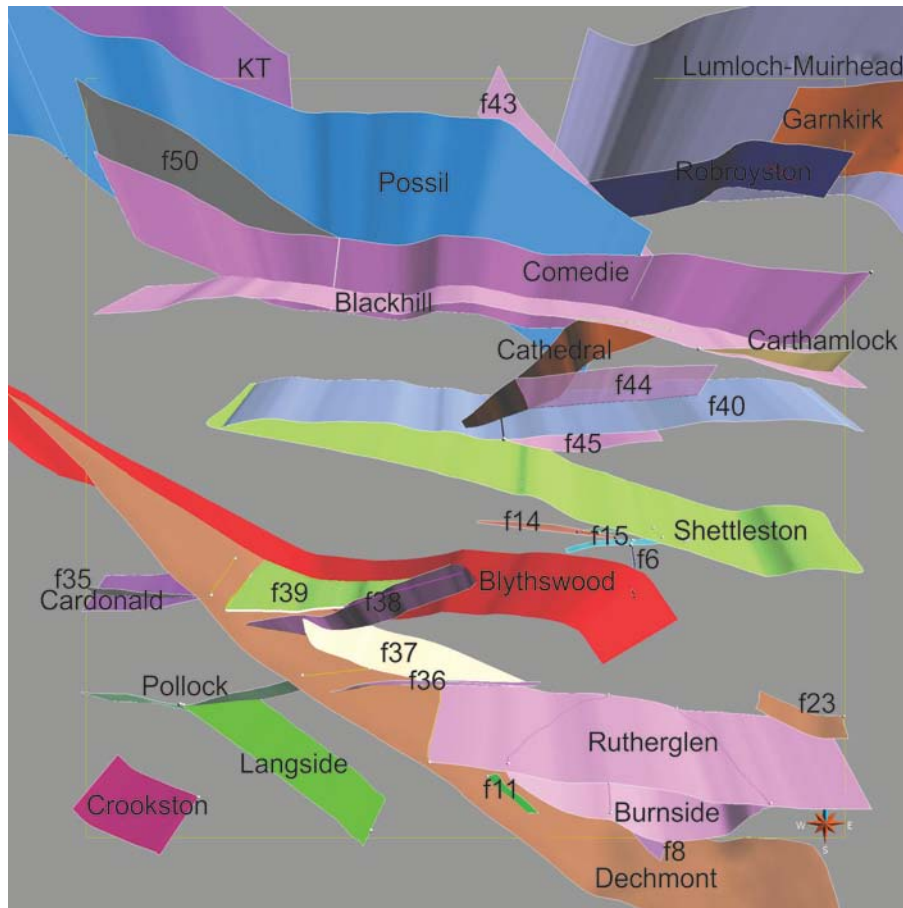 KT
Lumloch-Muirhead
f43
Garnkirk
f50
Possil
Robroyston
Comedie
Blackhill
Carthamlock
Cathedral
f44
f40
f45
f14
f15
Shettleston
f6
f35
Cardonald
f39
f38
Blythswood
f37
f36
Pollock
f23
Rutherglen
Langside
f11
Crookston
Burnside
W E
S
f8
Dechmont